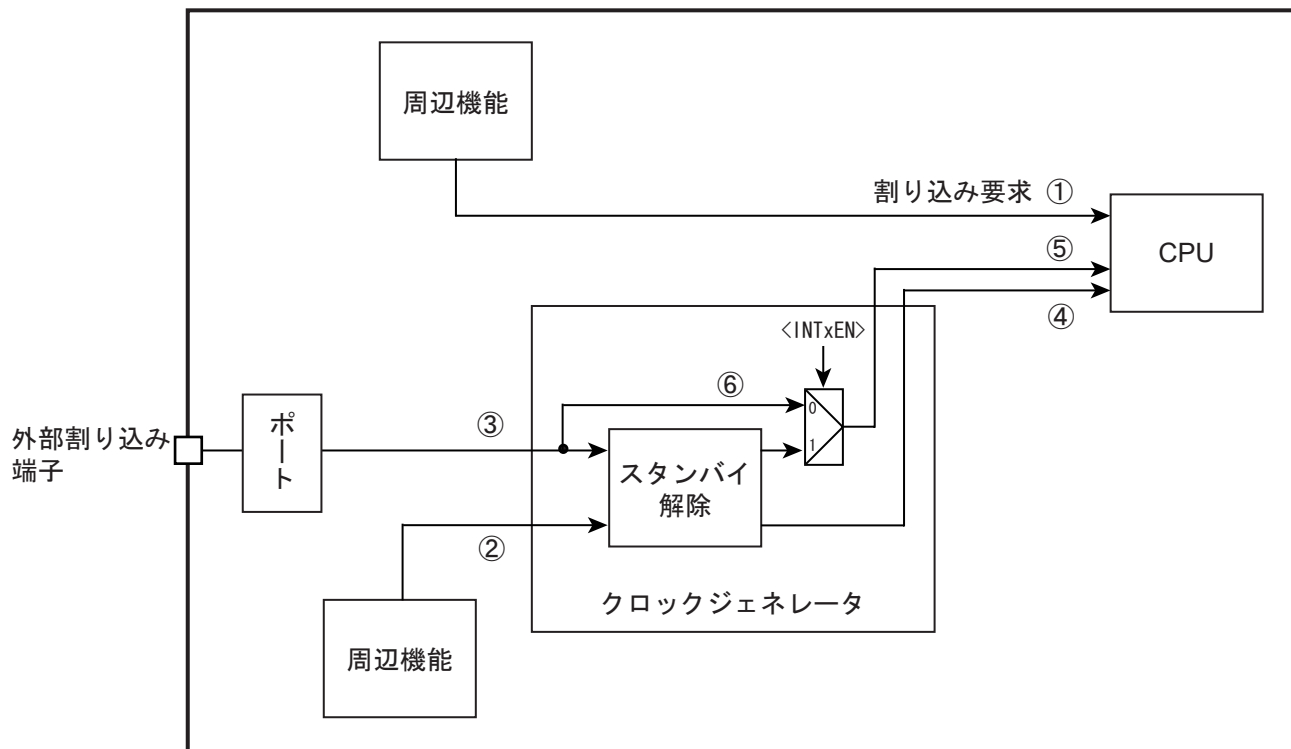 周辺機能
割り込み要求 ①
CPU
⑤
④
<INTxEN>
⑥
0
1
外部割り込み
端子
ポート
③
スタンバイ
解除
②
クロックジェネレータ
周辺機能